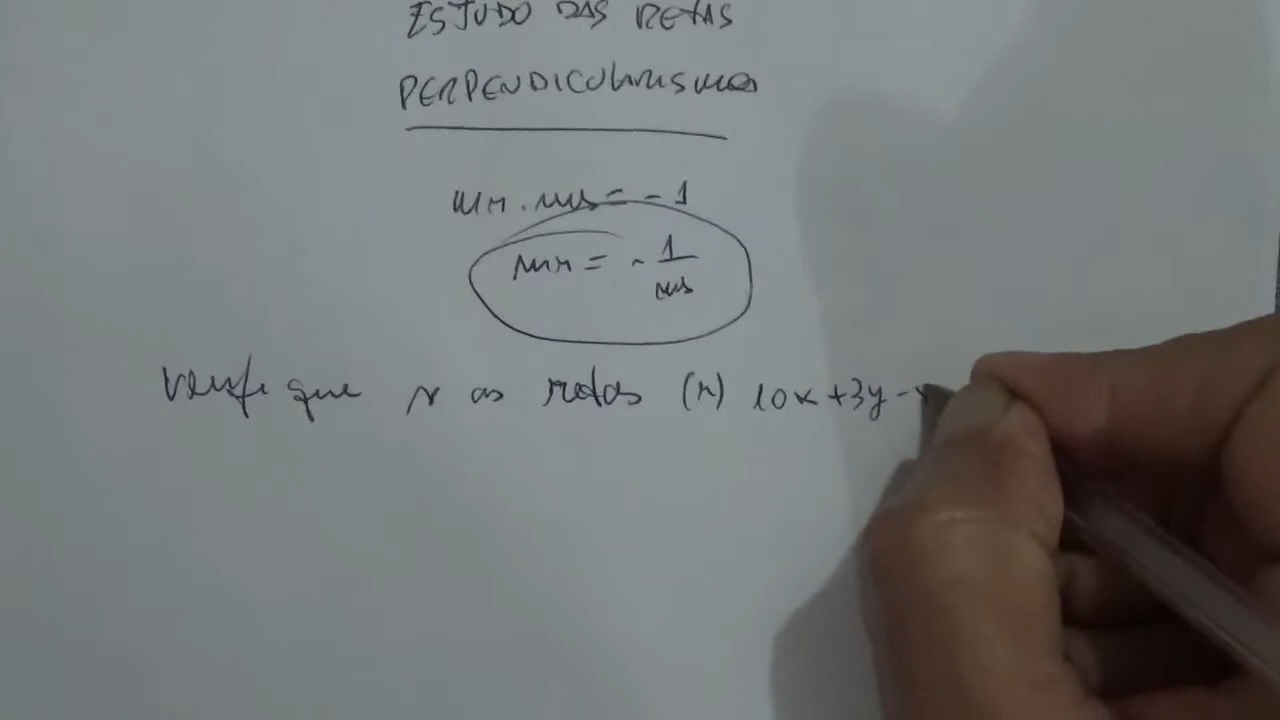 ESTUDO DAS RETAS
PERPENDICULARISMO
mr . ms = - 1
mr = - 1/ms
Verifique se as retas (r) 10x + 3y -